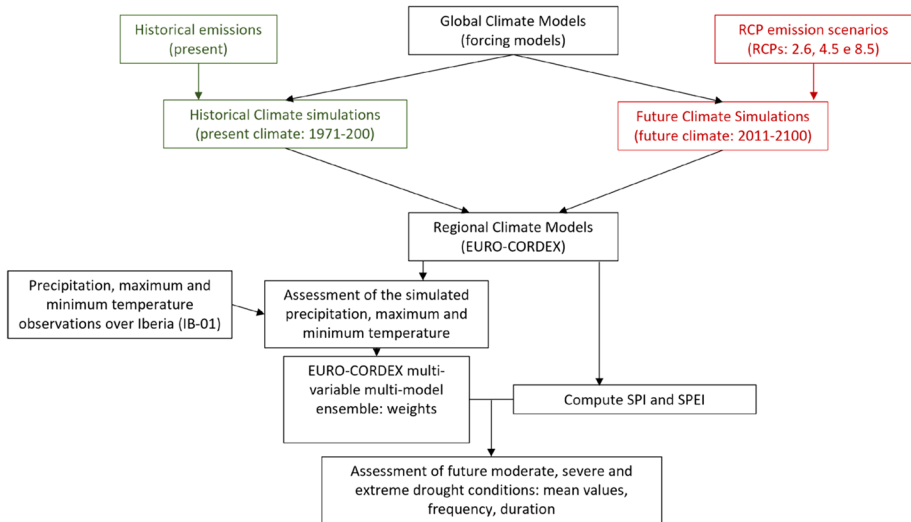 Historical emissions
(present)
Global Climate Models
(forcing models)
RCP emission scenarios
(RCPs: 2.6, 4.5 e 8.5)
Historical Climate simulations
(present climate: 1971-200)
Future Climate Simulations
(future climate: 2011-2100)
Regional Climate Models
(EURO-CORDEX)
Precipitation, maximum and
minimum temperature
observations over Iberia (IB-01)
Assessment of the simulated
precipitation, maximum and
minimum temperature
EURO-CORDEX multi-
variable multi-model
ensemble: weights
Compute SPI and SPEI
Assessment of future moderate, severe and
extreme drought conditions: mean values,
frequency, duration